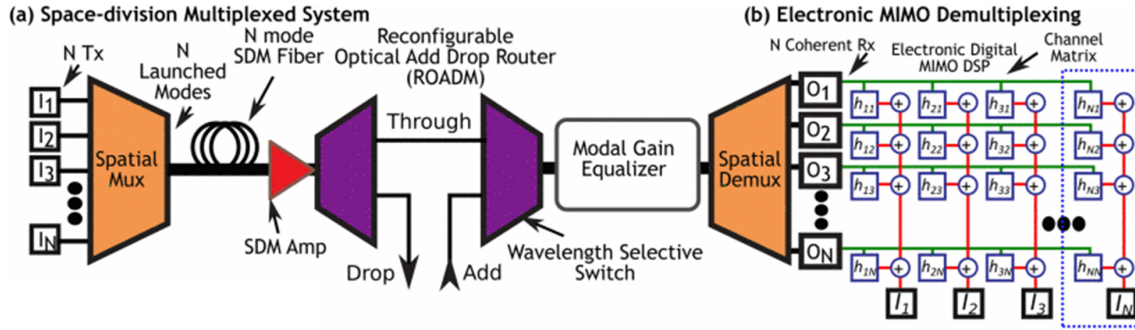 (a) Space-division Multiplexed System
(b) Electronic MIMO Demultiplexing
N Tx
N
Launched
Modes
N mode
SDM Fiber
Reconfigurable
Optical Add Drop Router
(ROADM)
N Coherent Rx
Electronic Digital
MIMO DSP
Channel
Matrix
I1
I2
I3
IN
Spatial
Mux
SDM Amp
Through
Drop
Add
Wavelength Selective
Switch
Modal Gain
Equalizer
Spatial
Demux
O1
O2
O3
ON
h11 + h21 + h31 + hN1 +
h12 + h22 + h32 + hN2 +
h13 + h23 + h33 + hN3 +
h1N + h2N + h3N + hNN +
I1 I2 I3 IN